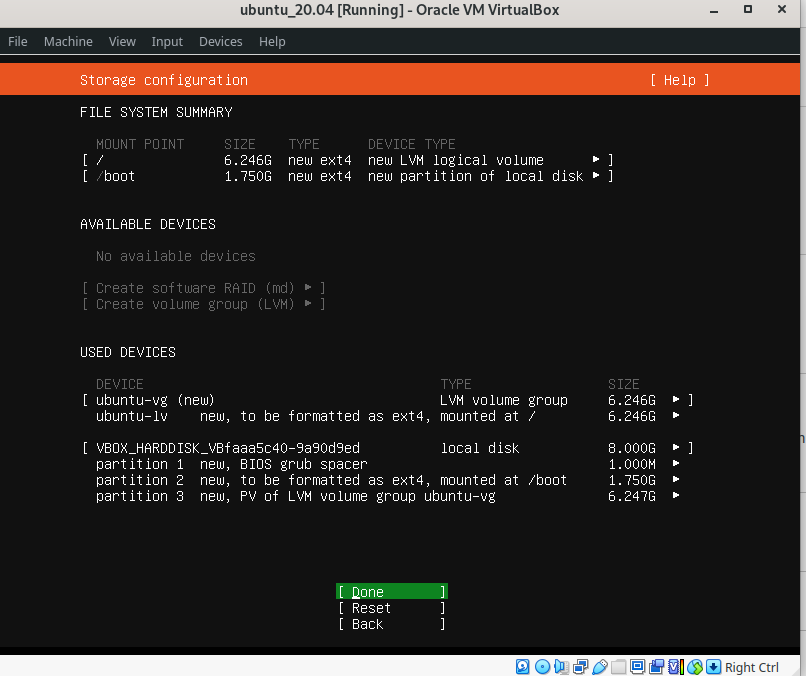 ubuntu_20.04 [Running] - Oracle VM VirtualBox
File Machine View Input Devices Help
Storage configuration [ Help ]
FILE SYSTEM SUMMARY
MOUNT POINT SIZE TYPE DEVICE TYPE
[ / 6.246G new ext4 new LVM logical volume ▸ ]
[ /boot 1.750G new ext4 new partition of local disk ▸ ]
AVAILABLE DEVICES
No available devices
[ Create software RAID (md) ▸ ]
[ Create volume group (LVM) ▸ ]
USED DEVICES
DEVICE TYPE SIZE
[ ubuntu-vg (new) LVM volume group 6.246G ▸ ]
ubuntu-lv new, to be formatted as ext4, mounted at / 6.246G ▸
[ VBOX_HARDDISK_VBfaaa5c40-9a90d9ed local disk 8.000G ▸ ]
partition 1 new, BIOS grub spacer 1.000M ▸
partition 2 new, to be formatted as ext4, mounted at /boot 1.750G ▸
partition 3 new, PV of LVM volume group ubuntu-vg 6.247G ▸
[ Done ]
[ Reset ]
[ Back ]
Right Ctrl